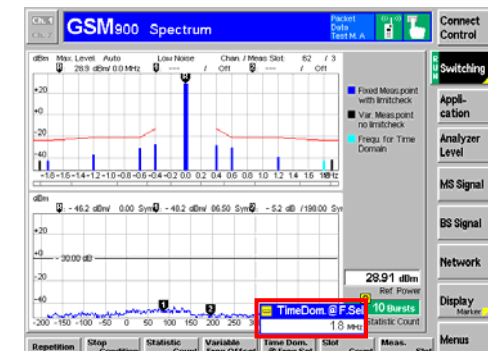 Ch. 1
Ch. 2
GSM900 Spectrum
Packet
Data
Test M. A
Connect
Control
dBm Max. Level Auto Low Noise Chan. / Meas Slot: 62 / 3
28.9 dBm/ 0.0 MHz --- / Off --- / Off
+20
+0
-20
-40
-1.8 -1.6 -1.4 -1.2 -1.0 -0.8 -0.6 -0.4 -0.2 0.0 0.2 0.4 0.6 0.8 1.0 1.2 1.4 1.6 MHz
Fixed Meas.point
with limitcheck
Var. Meas.point
no limitcheck
Frequ. for Time
Domain
RUN
Switching
Appli-
cation
Analyzer
Level
MS Signal
BS Signal
Network
Display
Marker
Menus
dBm
: - 46.2 dBm/ 0.00 Sym : - 40.2 dBm/ 86.50 Sym : - 5.2 dB /198.00 Sym
+20
+0
- 30.00 dB
-20
-40
1
2
-200 -150 -100 -50 0 50 100 150 200 250
28.91 dBm
Ref. Power
10 Bursts
Statistic Count
TimeDom. @ F.Sel
1.8 MHz
Repetition
Stop
Condition
Statistic
Count
Variable
Freq.Offset
Time Dom.
@ Freq.Sel
Slot
Count
Meas.